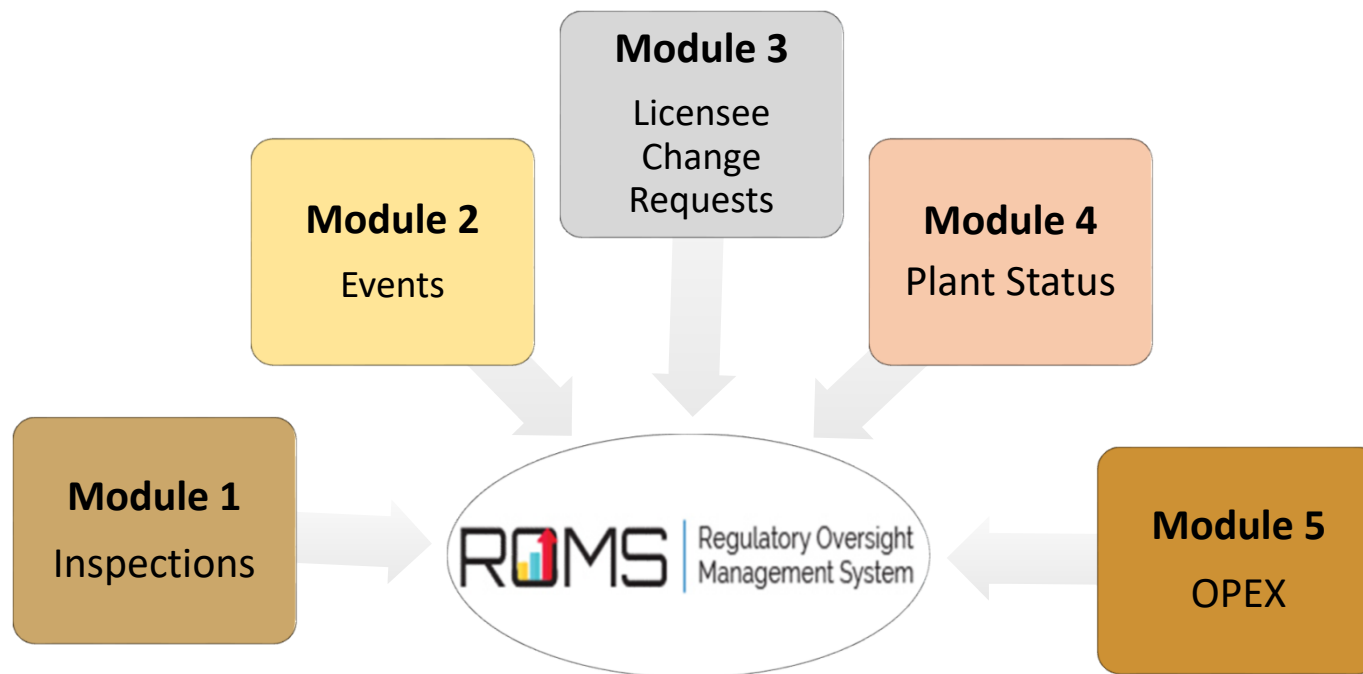 Module 3
Licensee
Change
Requests
Module 2
Events
Module 4
Plant Status
Module 1
Inspections
ROMS
Regulatory Oversight
Management System
Module 5
OPEX